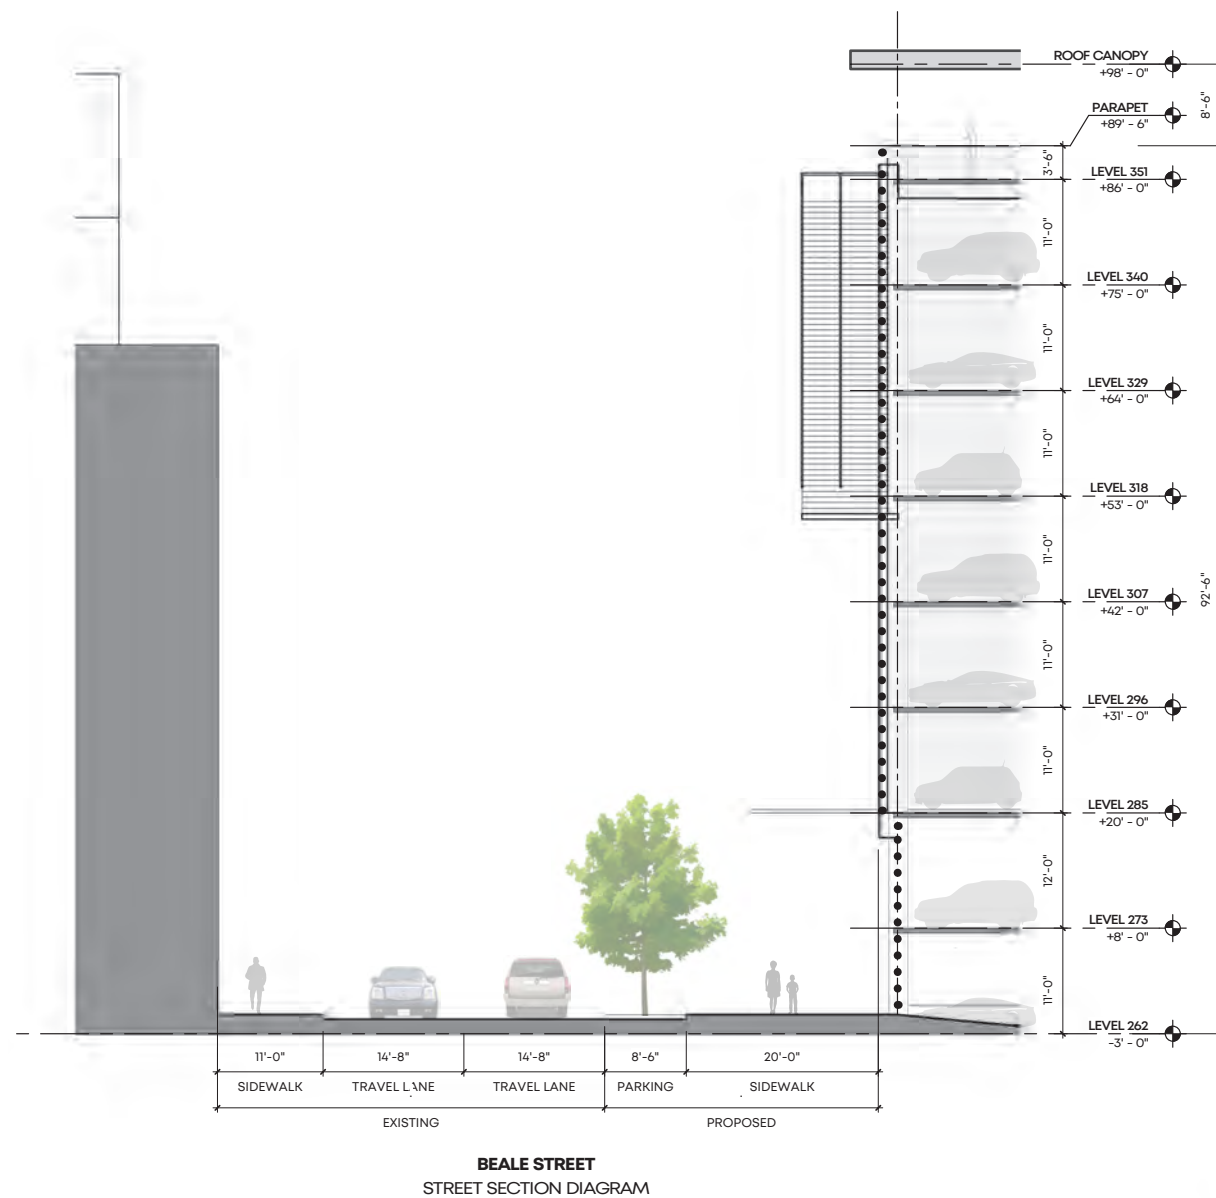 ROOF CANOPY
+98' - 0"
8'-6"
PARAPET
+89' - 6"
3'-6"
LEVEL 351
+86' - 0"
11'-0"
LEVEL 340
+75' - 0"
11'-0"
LEVEL 329
+64' - 0"
11'-0"
LEVEL 318
+53' - 0"
11'-0"
92'-6"
LEVEL 307
+42' - 0"
11'-0"
LEVEL 296
+31' - 0"
11'-0"
LEVEL 285
+20' - 0"
12'-0"
LEVEL 273
+8' - 0"
11'-0"
LEVEL 262
-3' - 0"
11'-0" 14'-8" 14'-8" 8'-6" 20'-0"
SIDEWALK TRAVEL LANE TRAVEL LANE PARKING SIDEWALK
EXISTING PROPOSED
BEALE STREET
STREET SECTION DIAGRAM